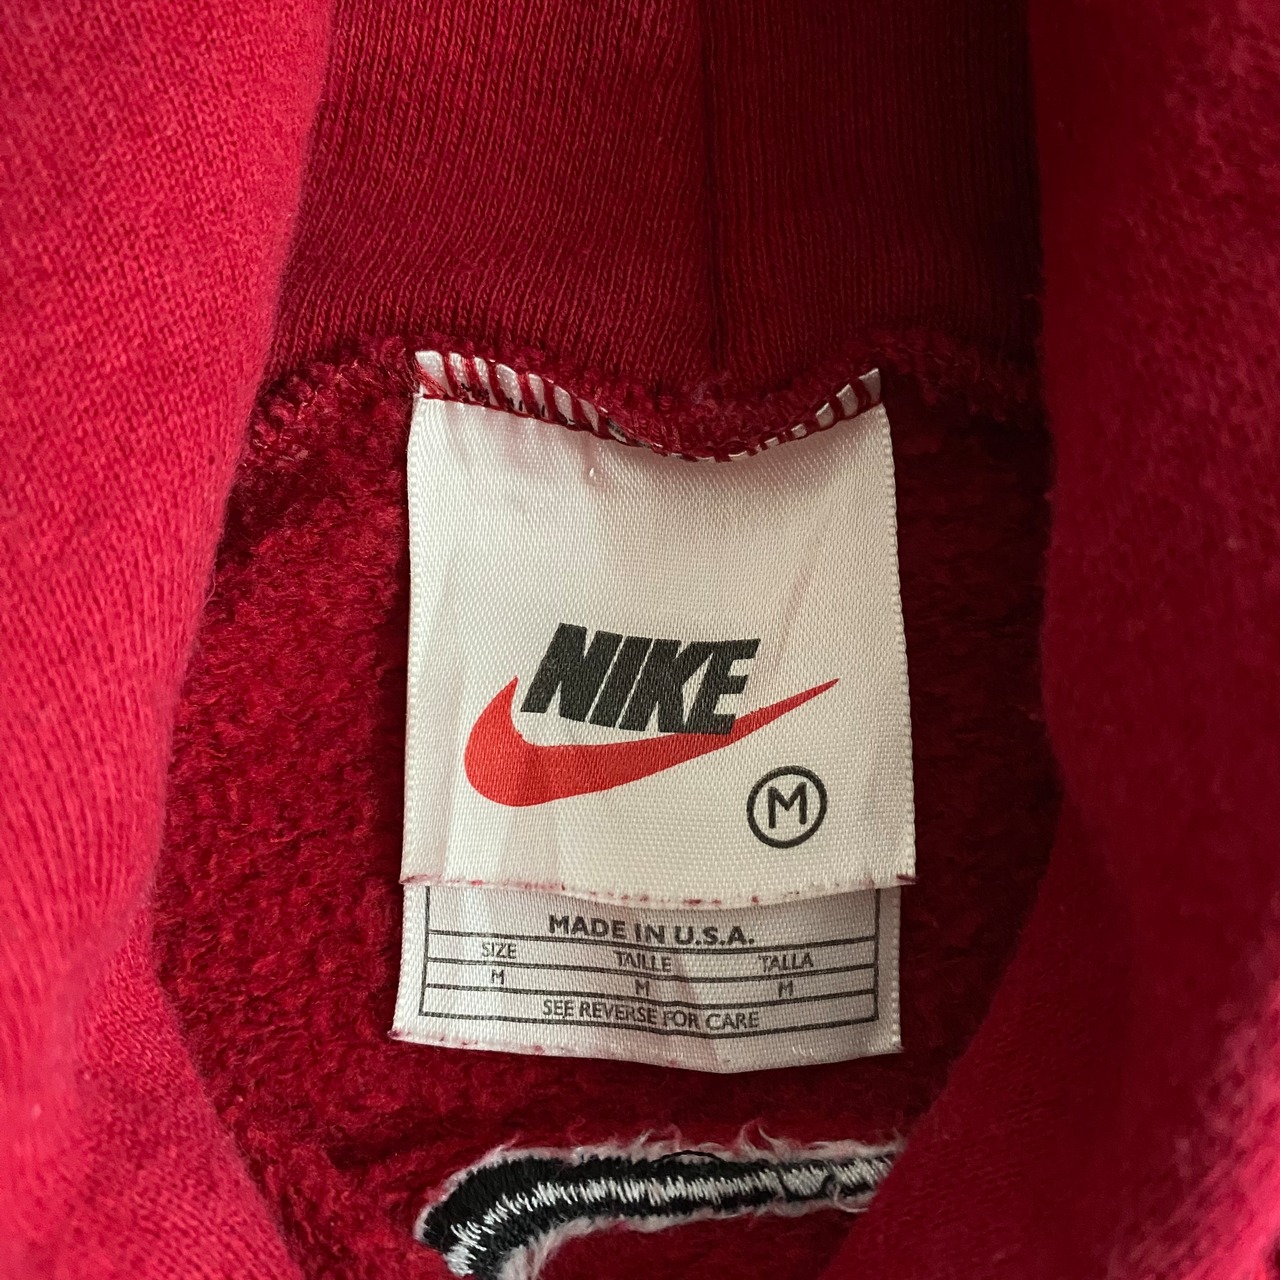 NIKE
M
MADE IN U.S.A.
SIZE TAILLE TALLA
M M M
SEE REVERSE FOR CARE